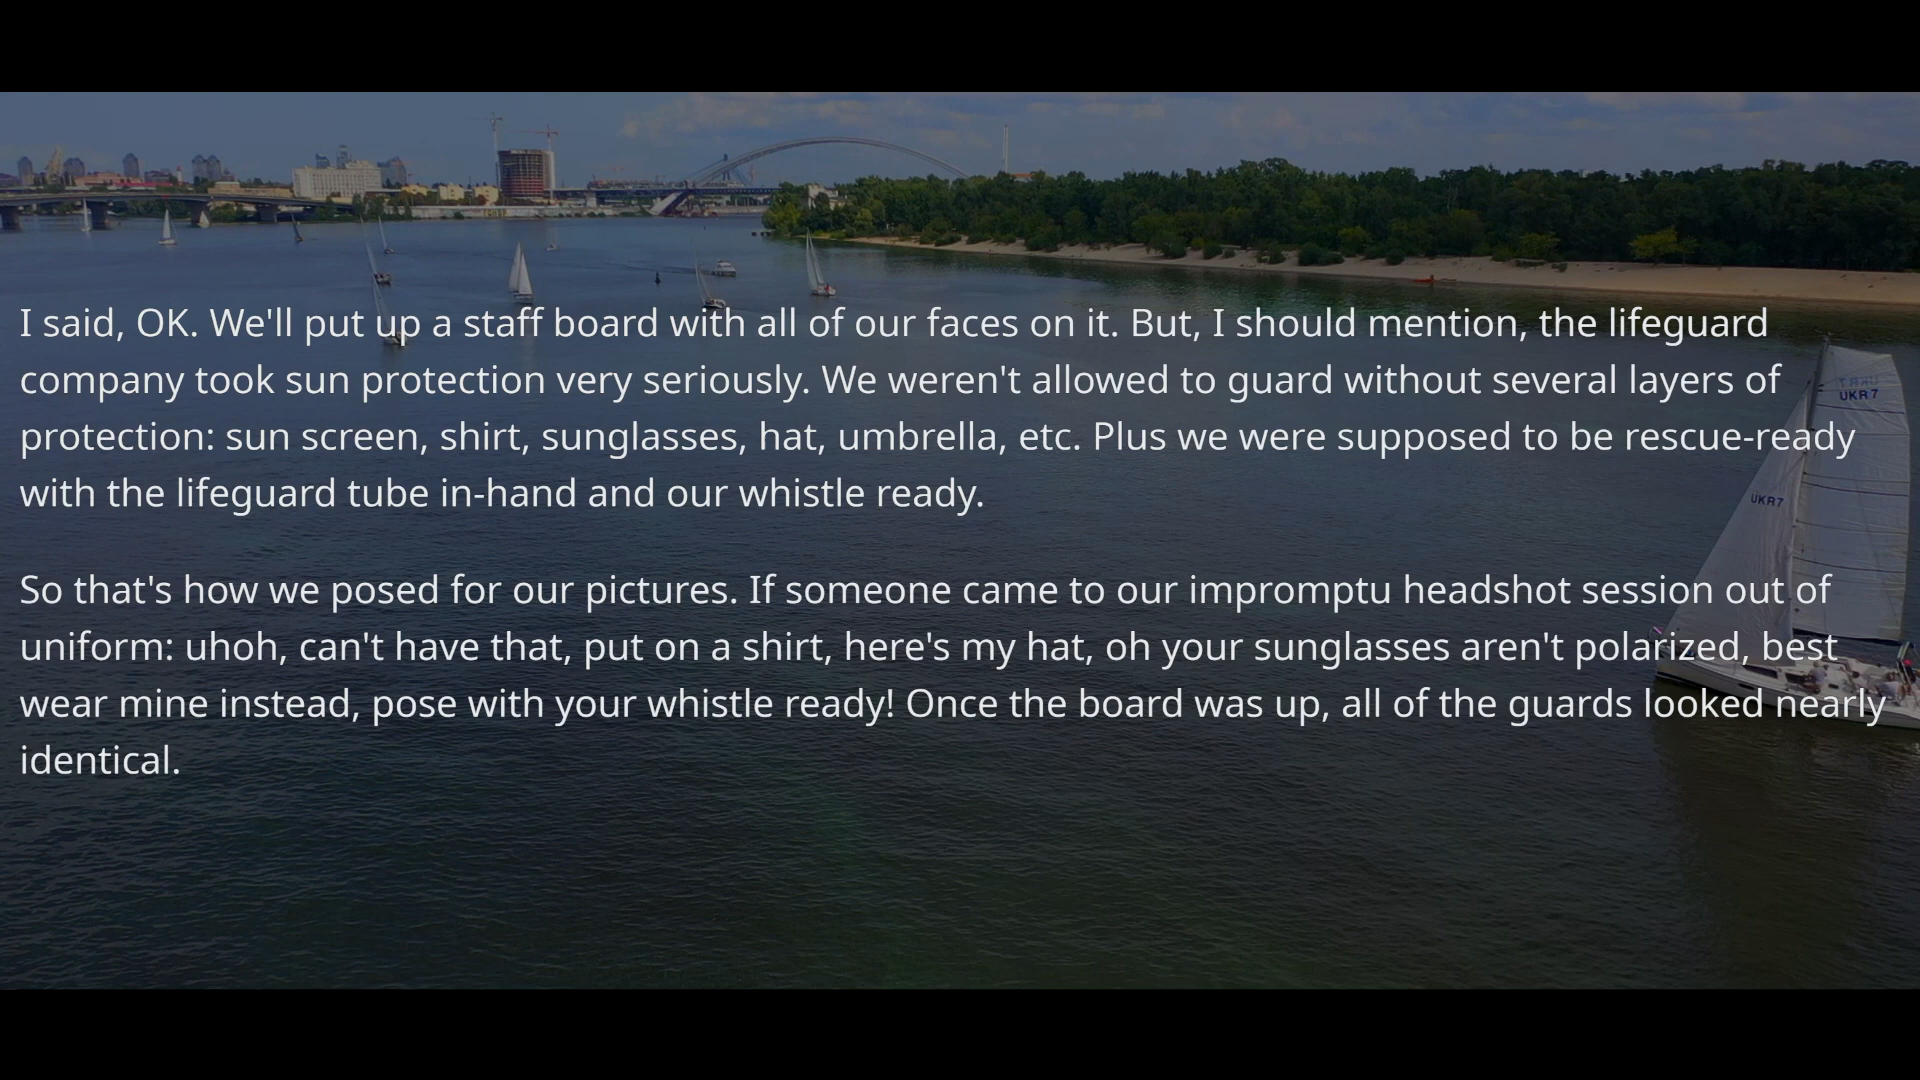 I said, OK. We'll put up a staff board with all of our faces on it. But, I should mention, the lifeguard
company took sun protection very seriously. We weren't allowed to guard without several layers of
protection: sun screen, shirt, sunglasses, hat, umbrella, etc. Plus we were supposed to be rescue-ready
with the lifeguard tube in-hand and our whistle ready.
So that's how we posed for our pictures. If someone came to our impromptu headshot session out of
uniform: uhoh, can't have that, put on a shirt, here's my hat, oh your sunglasses aren't polarized, best
wear mine instead, pose with your whistle ready! Once the board was up, all of the guards looked nearly
identical.
UKR7
UKR7